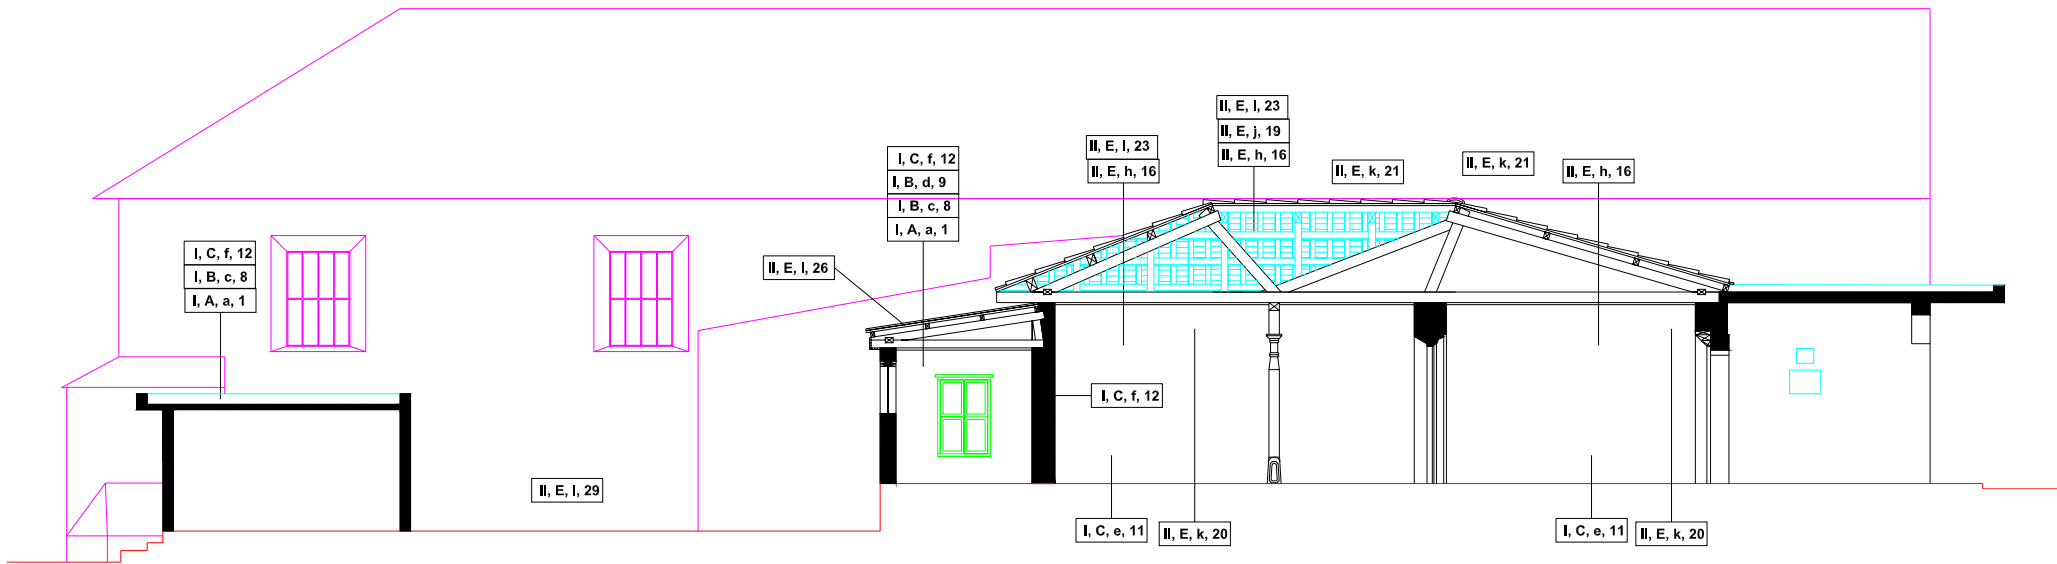 II, E, l, 23
II, E, j, 19
II, E, h, 16
II, E, l, 23
II, E, h, 16
I, C, f, 12
I, B, d, 9
I, B, c, 8
I, A, a, 1
II, E, k, 21
II, E, k, 21
II, E, h, 16
I, C, f, 12
I, B, c, 8
I, A, a, 1
II, E, l, 26
I, C, f, 12
II, E, l, 29
I, C, e, 11
II, E, k, 20
I, C, e, 11
II, E, k, 20